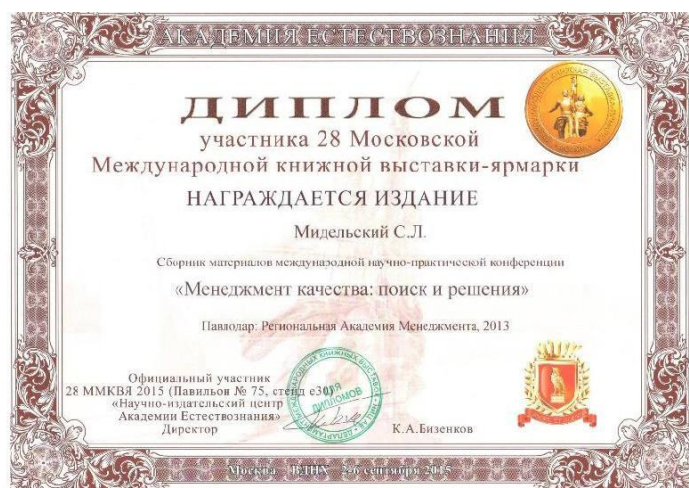 АКАДЕМИЯ ЕСТЕСТВОЗНАНИЯ
ДИПЛОМ
участника 28 Московской
Международной книжной выставки-ярмарки
НАГРАЖДАЕТСЯ ИЗДАНИЕ
Мидельский С.Л.
Сборник материалов международной научно-практической конференции
«Менеджмент качества: поиск и решения»
Павлодар: Региональная Академия Менеджмента, 2013
Официальный участник
28 ММКВЯ 2015 (Павильон № 75, стенд е30)
«Научно-издательский центр
Академии Естествознания»
Директор
К.А.Бизенков
ДЛЯ
ДИПЛОМОВ
Москва ВДНХ 2-6 сентября 2015